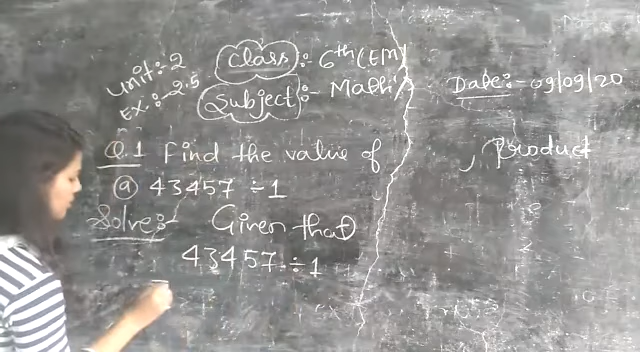 Unit:-2
Ex.:-2.5
Class:- 6th (EM)
Subject:- Math
Date:- 09/09/20
Q.1 Find the value of
, Product
(a) 43457 ÷ 1
Solve:- Given that
43457 ÷ 1
=